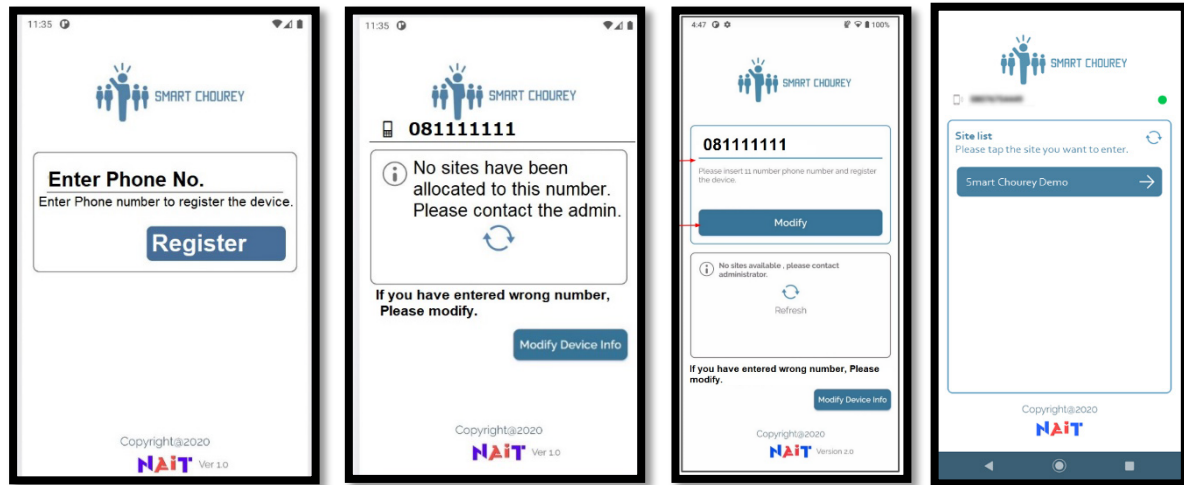 11:35
SMART CHOUREY
Enter Phone No.
Enter Phone number to register the device.
Register
Copyright@2020
NAiT Ver 1.0
11:35
SMART CHOUREY
081111111
No sites have been
allocated to this number.
Please contact the admin.
If you have entered wrong number,
Please modify.
Modify Device Info
Copyright@2020
NAiT Ver 1.0
4:47 100%
SMART CHOUREY
081111111
Please insert 11 number phone number and register
the device.
Modify
No sites available , please contact
administrator.
Refresh
If you have entered wrong number, Please
modify.
Modify Device Info
Copyright@2020
NAiT Version 2.0
SMART CHOUREY
Site list
Please tap the site you want to enter.
Smart Chourey Demo
Copyright@2020
NAiT